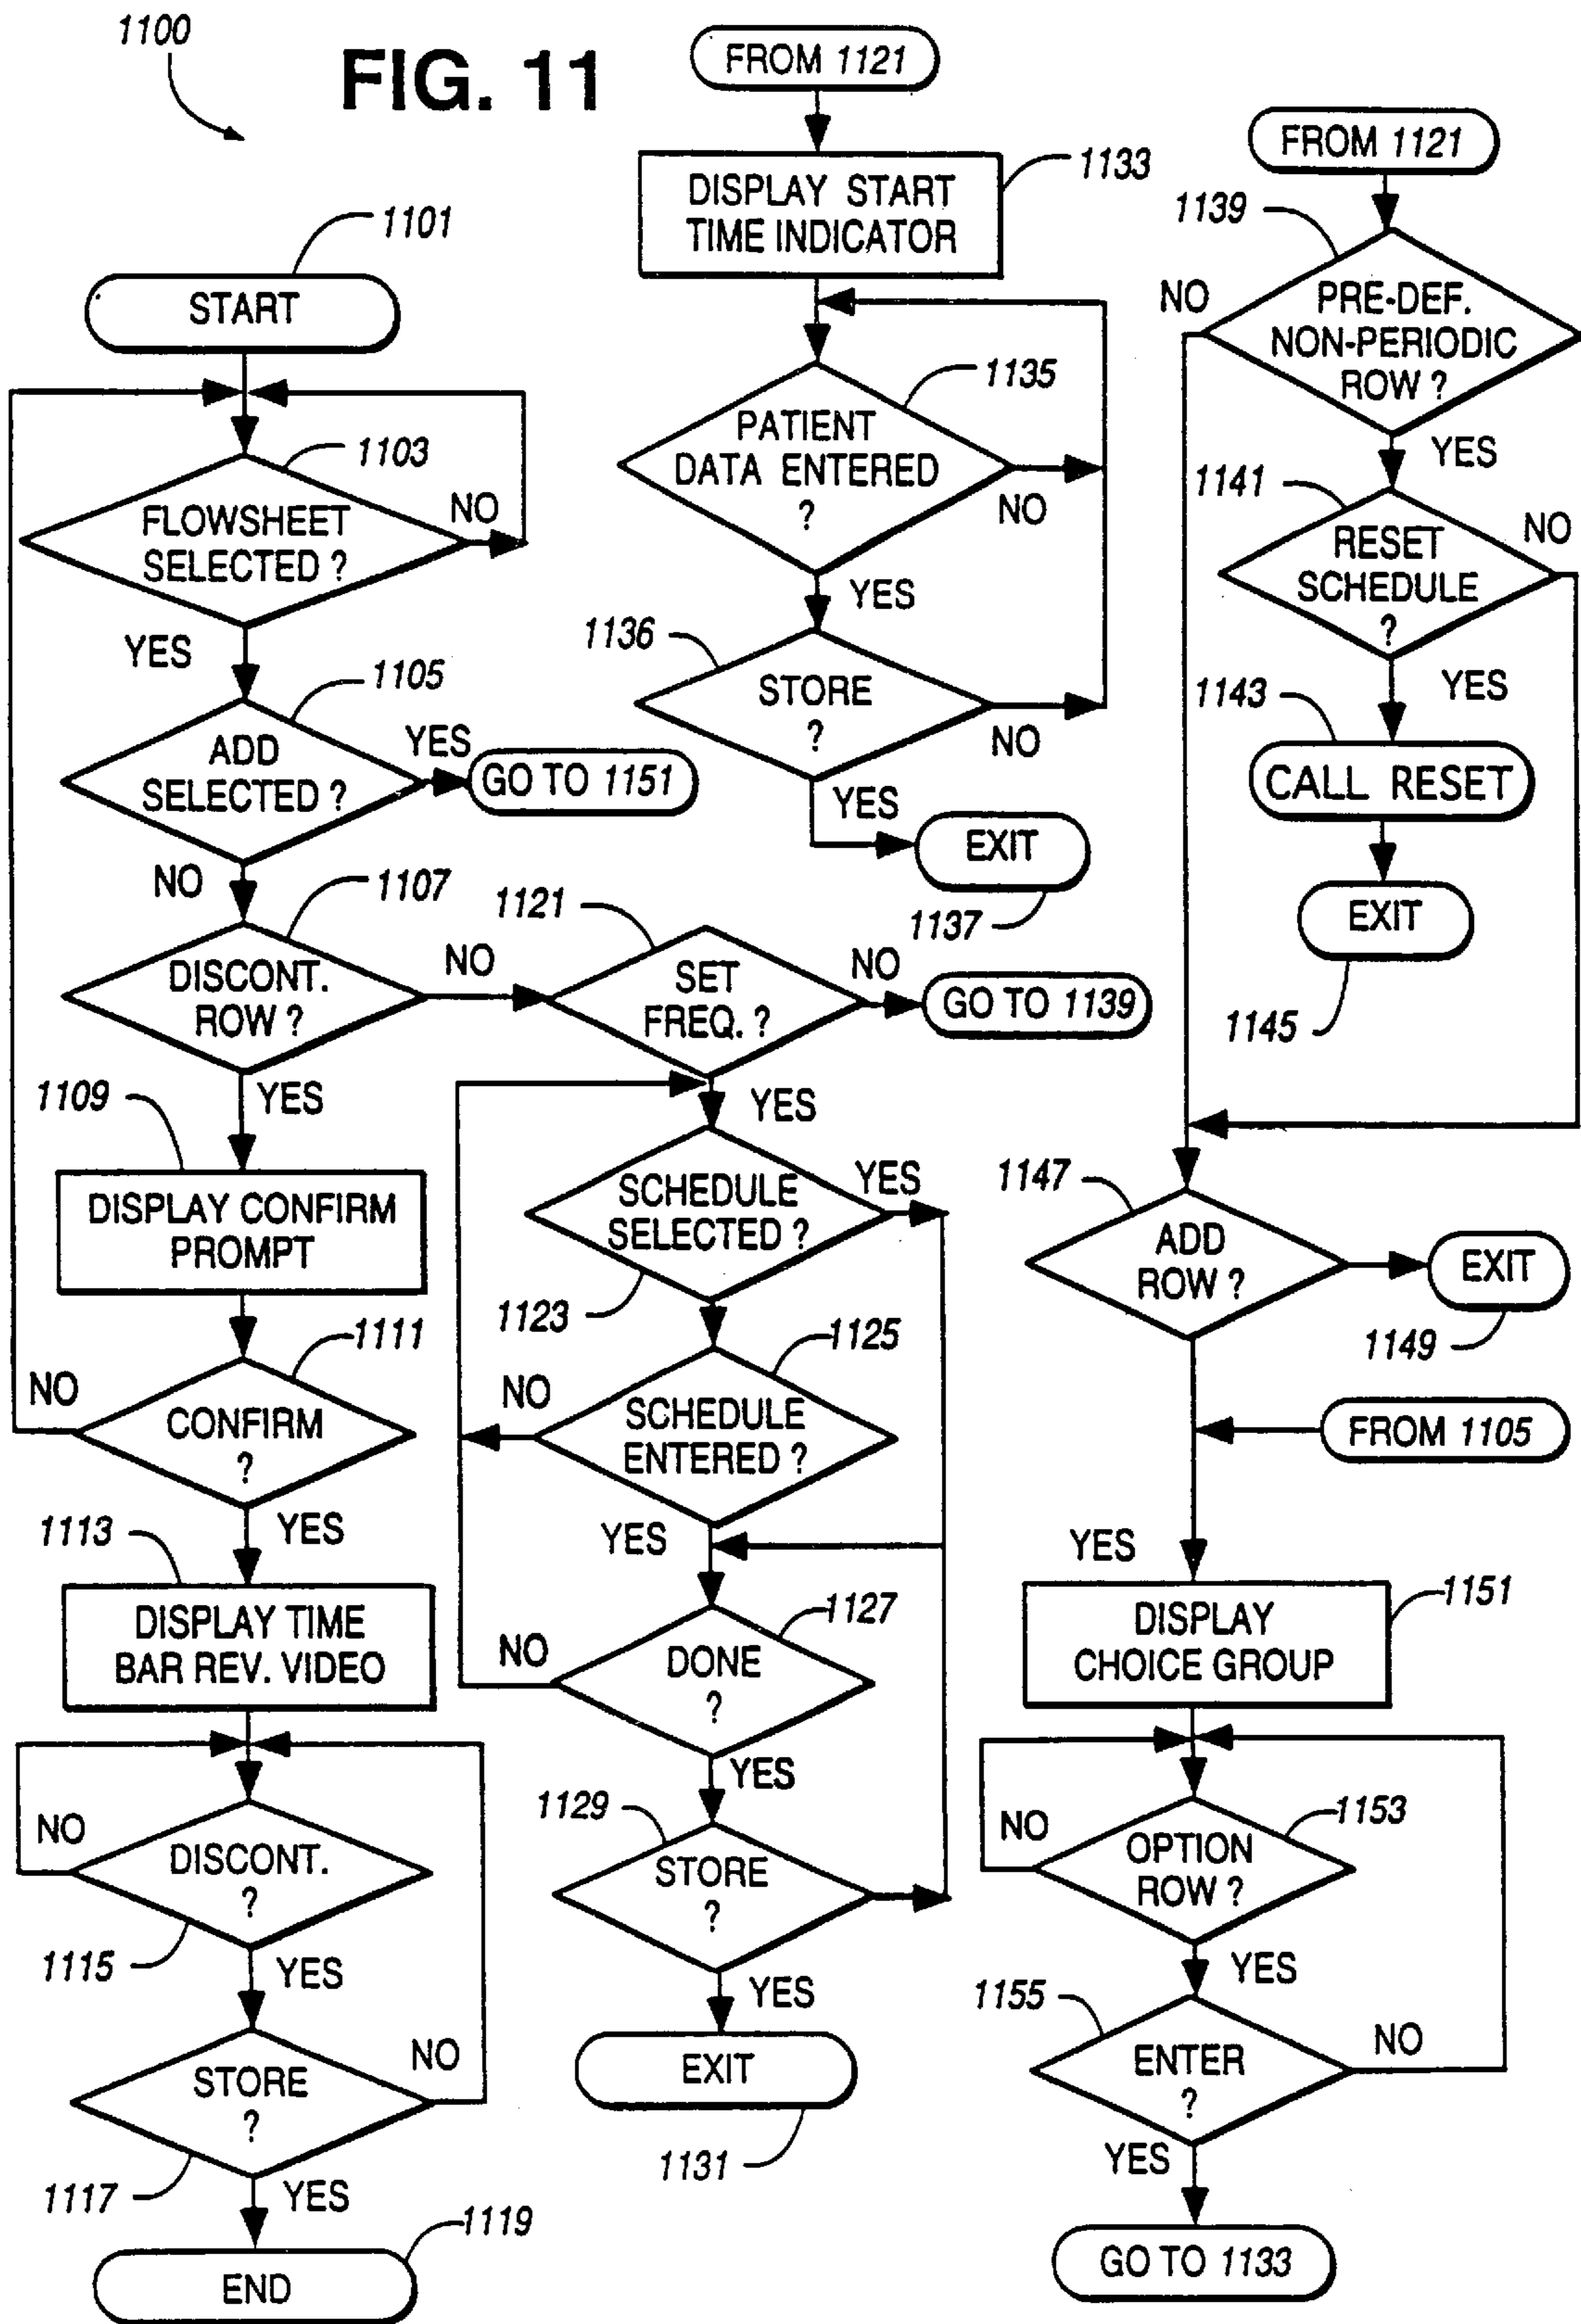 1100
FIG. 11
1101
START
1103
FLOWSHEET
SELECTED ?
NO
YES
1105
ADD
SELECTED ?
YES
GO TO 1151
NO
1107
DISCONT.
ROW ?
NO
YES
1109
DISPLAY CONFIRM
PROMPT
1111
NO
CONFIRM
?
YES
1113
DISPLAY TIME
BAR REV. VIDEO
NO
DISCONT.
?
1115
YES
NO
STORE
?
1117
YES
1119
END
FROM 1121
1133
DISPLAY START
TIME INDICATOR
1135
PATIENT
DATA ENTERED
?
NO
YES
1136
STORE
?
NO
YES
EXIT
1137
1121
SET
FREQ. ?
NO
GO TO 1139
YES
SCHEDULE
SELECTED ?
YES
1123
1125
NO
SCHEDULE
ENTERED ?
YES
1127
NO
DONE
?
YES
1129
STORE
?
YES
EXIT
1131
FROM 1121
1139
NO
PRE-DEF.
NON-PERIODIC
ROW ?
YES
1141
NO
RESET
SCHEDULE
?
YES
1143
CALL RESET
EXIT
1145
1147
ADD
ROW ?
EXIT
1149
FROM 1105
YES
1151
DISPLAY
CHOICE GROUP
1153
NO
OPTION
ROW ?
YES
1155
NO
ENTER
?
YES
GO TO 1133